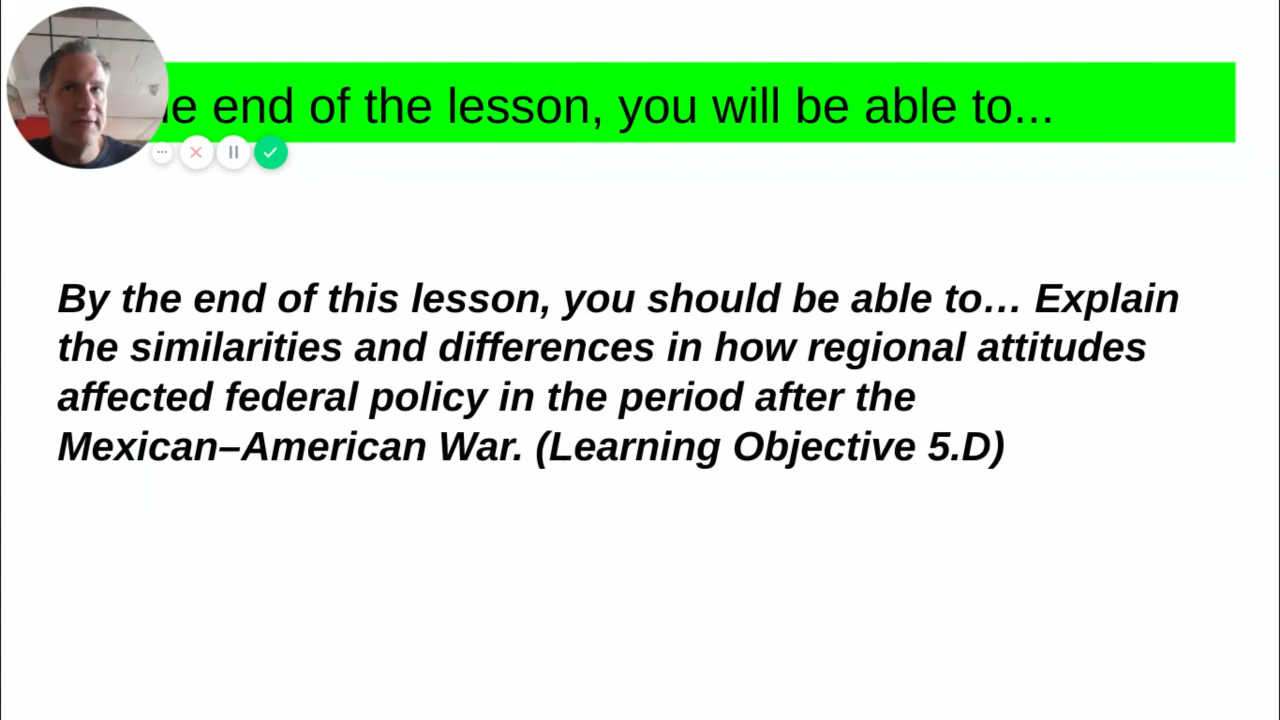 e end of the lesson, you will be able to...
By the end of this lesson, you should be able to… Explain
the similarities and differences in how regional attitudes
affected federal policy in the period after the
Mexican–American War. (Learning Objective 5.D)